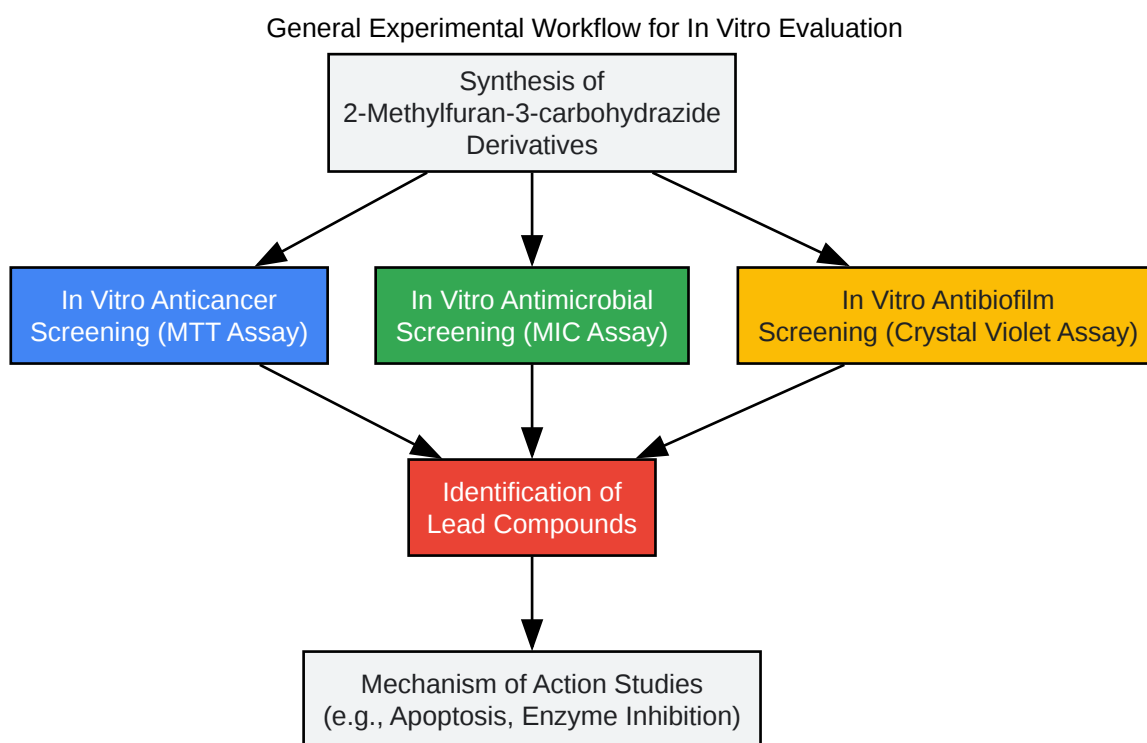 General Experimental Workflow for In Vitro Evaluation
Synthesis of
2-Methylfuran-3-carbohydrazide
Derivatives
In Vitro Anticancer
Screening (MTT Assay)
In Vitro Antimicrobial
Screening (MIC Assay)
In Vitro Antibiofilm
Screening (Crystal Violet Assay)
Identification of
Lead Compounds
Mechanism of Action Studies
(e.g., Apoptosis, Enzyme Inhibition)